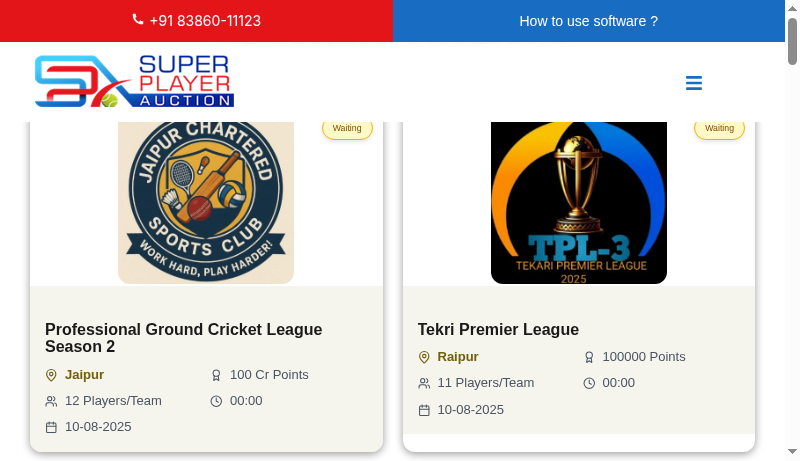 +91 83860-11123
How to use software ?
SUPER
PLAYER
AUCTION
Waiting
JAIPUR CHARTERED
SPORTS CLUB
WORK HARD, PLAY HARDER!
Professional Ground Cricket League
Season 2
Jaipur
100 Cr Points
12 Players/Team
00:00
10-08-2025
Waiting
TPL-3
TEKARI PREMIER LEAGUE
2025
Tekri Premier League
Raipur
100000 Points
11 Players/Team
00:00
10-08-2025